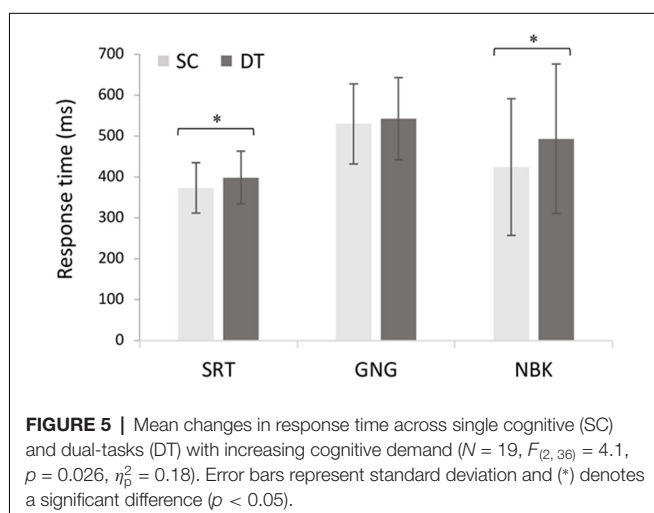 * *
SC DT
700
600
500
400
300
200
100
0
Response time (ms)
SRT GNG NBK
FIGURE 5 | Mean changes in response time across single cognitive (SC)
and dual-tasks (DT) with increasing cognitive demand (N = 19, F(2, 36) = 4.1,
p = 0.026, η²p = 0.18). Error bars represent standard deviation and (*) denotes
a significant difference (p < 0.05).